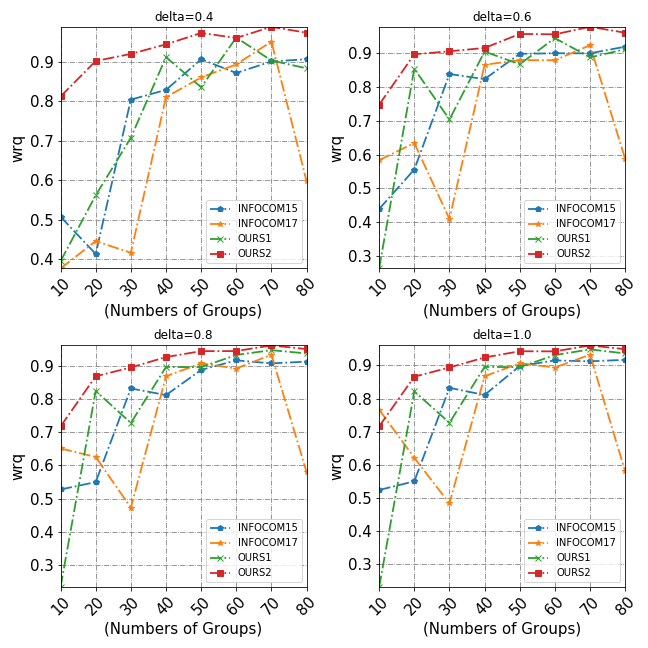 delta=0.4
wrq
0.9
0.8
0.7
0.6
0.5
0.4
INFOCOM15
INFOCOM17
OURS1
OURS2
10 20 30 40 50 60 70 80
(Numbers of Groups)
delta=0.6
wrq
0.9
0.8
0.7
0.6
0.5
0.4
0.3
INFOCOM15
INFOCOM17
OURS1
OURS2
10 20 30 40 50 60 70 80
(Numbers of Groups)
delta=0.8
wrq
0.9
0.8
0.7
0.6
0.5
0.4
0.3
INFOCOM15
INFOCOM17
OURS1
OURS2
10 20 30 40 50 60 70 80
(Numbers of Groups)
delta=1.0
wrq
0.9
0.8
0.7
0.6
0.5
0.4
0.3
INFOCOM15
INFOCOM17
OURS1
OURS2
10 20 30 40 50 60 70 80
(Numbers of Groups)